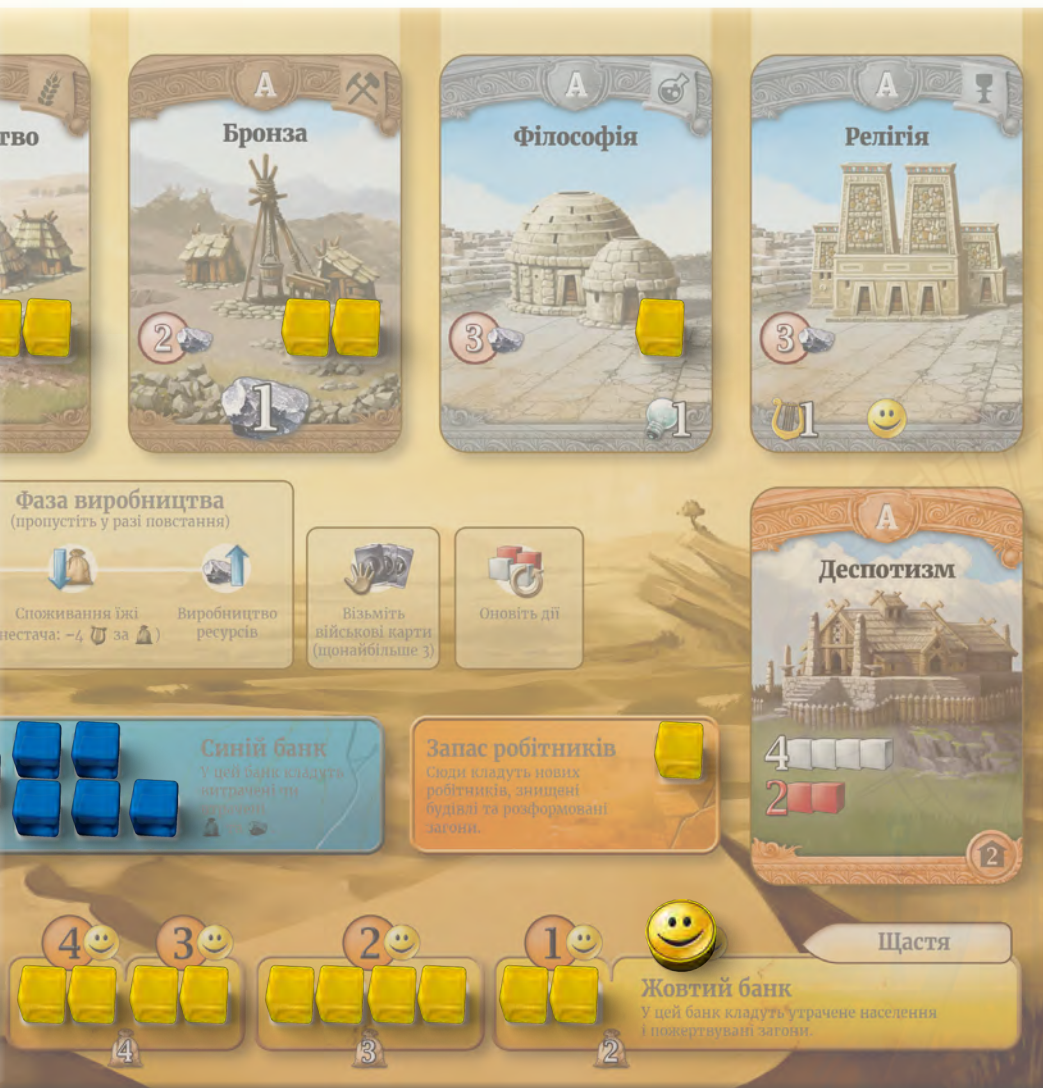 A
A
A
тво
Бронза
Філософія
Релігія
2
3
3
1
1
1
Фаза виробництва
(пропустіть у разі повстання)
Споживання їжі
нестача: −4 за )
Виробництво
ресурсів
Візьміть
військові карти
(щонайбільше 3)
Оновіть дії
A
Деспотизм
4
2
2
Синій банк
У цей банк кладуть
витрачені чи
Запас робітників
Сюди кладуть нових
робітників, знищені
будівлі та розформовані
загони.
4
3
2
1
Щастя
Жовтий банк
У цей банк кладуть утрачене населення
і пожертвувані загони.
4
3
2